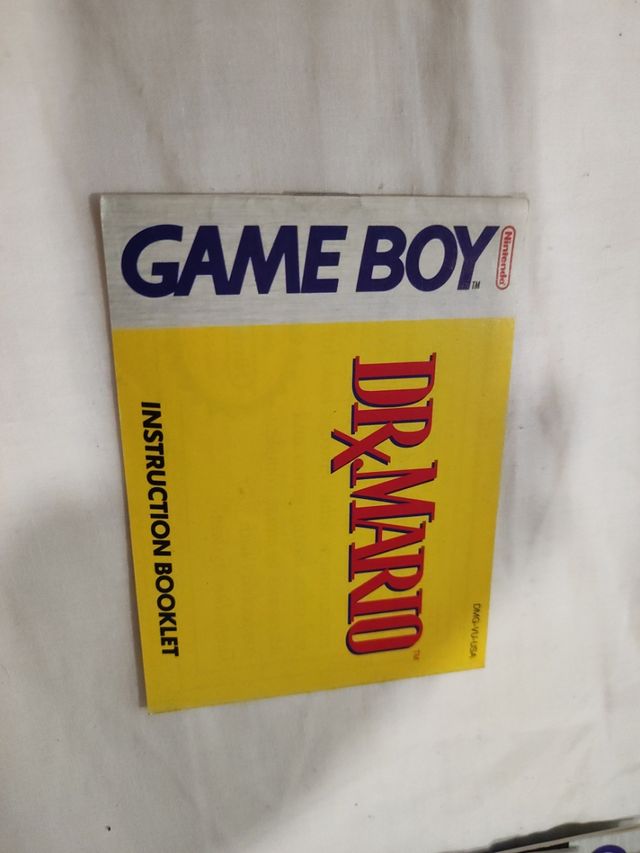 GAME BOY
TM
Nintendo
DMG-VU-USA
DR. MARIO
TM
INSTRUCTION BOOKLET